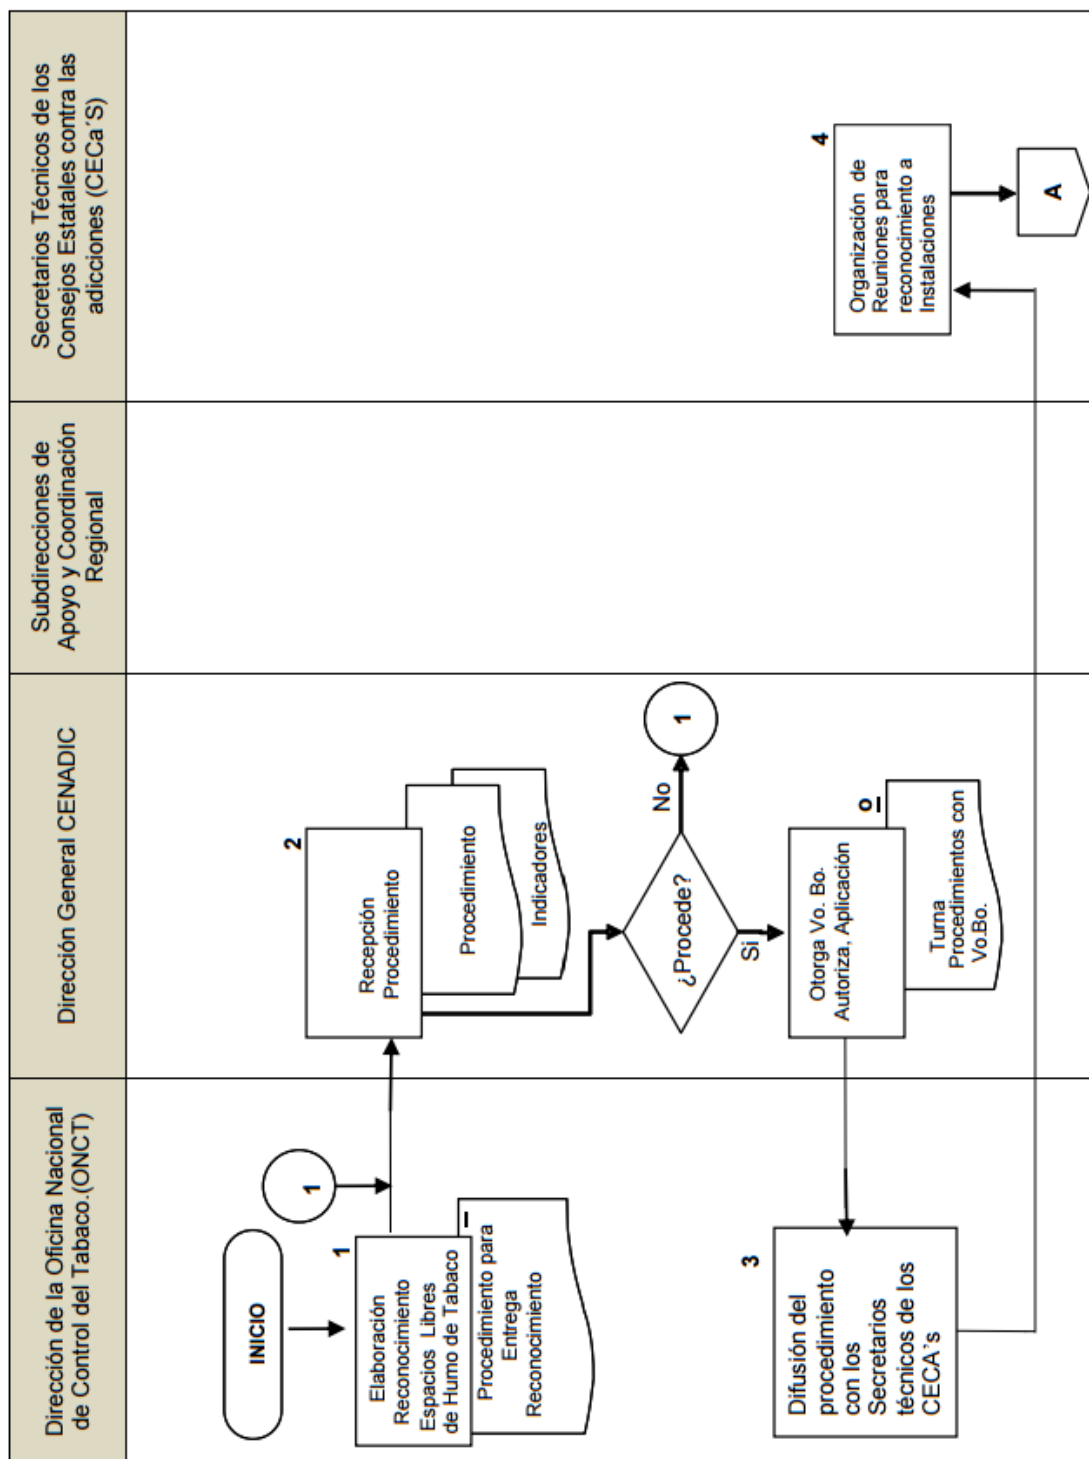 Dirección de la Oficina Nacional
de Control del Tabaco.(ONCT)
Dirección General CENADIC
Subdirecciones de
Apoyo y Coordinación
Regional
Secretarios Técnicos de los
Consejos Estatales contra las
adicciones (CECa´S)
INICIO
1
1
Elaboración
Reconocimiento
Espacios Libres
de Humo de Tabaco
Procedimiento para
Entrega
Reconocimiento
2
Recepción
Procedimiento
Procedimiento
Indicadores
¿Procede?
No
1
Si
Otorga Vo. Bo.
Autoriza, Aplicación
o
Turna
Procedimientos con
Vo.Bo.
3
Difusión del
procedimiento
con los
Secretarios
técnicos de los
CECA's
4
Organización de
Reuniones para
reconocimiento a
Instalaciones
A